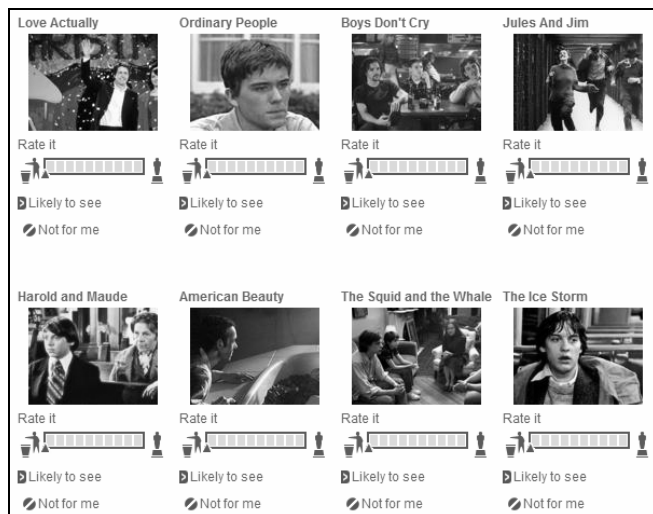 Love Actually
Ordinary People
Boys Don't Cry
Jules And Jim
Rate it
Rate it
Rate it
Rate it
Likely to see
Likely to see
Likely to see
Likely to see
Not for me
Not for me
Not for me
Not for me
Harold and Maude
American Beauty
The Squid and the Whale
The Ice Storm
Rate it
Rate it
Rate it
Rate it
Likely to see
Likely to see
Likely to see
Likely to see
Not for me
Not for me
Not for me
Not for me